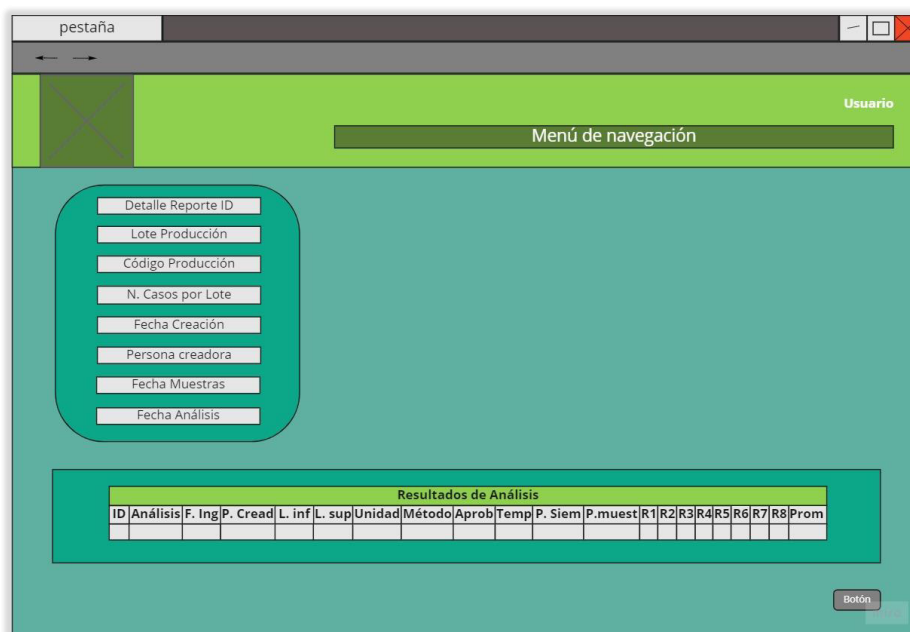 pestaña
Usuario
Menú de navegación
Detalle Reporte ID
Lote Producción
Código Producción
N. Casos por Lote
Fecha Creación
Persona creadora
Fecha Muestras
Fecha Análisis
Resultados de Análisis
ID Análisis F. Ing P. Cread L. inf L. sup Unidad Método Aprob Temp P. Siem P.muest R1 R2 R3 R4 R5 R6 R7 R8 Prom
Botón